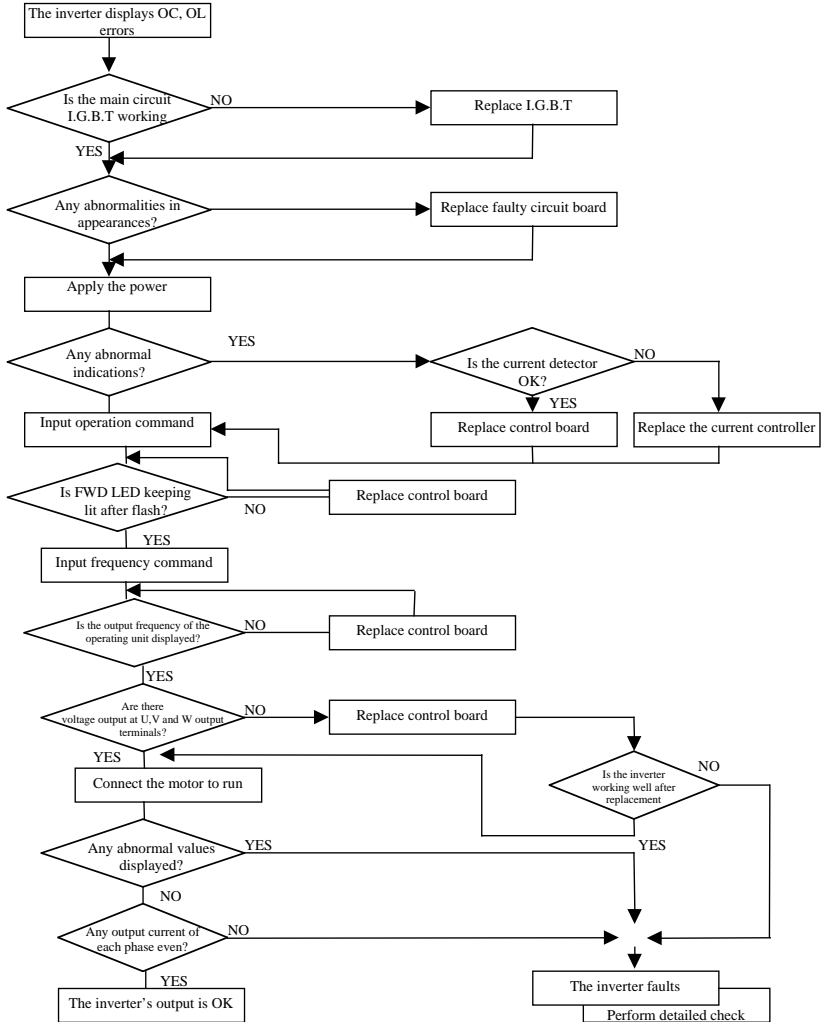 The inverter displays OC, OL
errors
Is the main circuit
I.G.B.T working
NO
Replace I.G.B.T
YES
Any abnormalities in
appearances?
Replace faulty circuit board
Apply the power
Any abnormal
indications?
YES
Is the current detector
OK?
NO
YES
Input operation command
Replace control board
Replace the current controller
Is FWD LED keeping
lit after flash?
NO
Replace control board
YES
Input frequency command
Is the output frequency of the
operating unit displayed?
NO
Replace control board
YES
Are there
voltage output at U,V and W output
terminals?
NO
Replace control board
YES
Is the inverter
working well after
replacement
NO
YES
Connect the motor to run
Any abnormal values
displayed?
YES
NO
Any output current of
each phase even?
NO
YES
The inverter's output is OK
The inverter faults
Perform detailed check